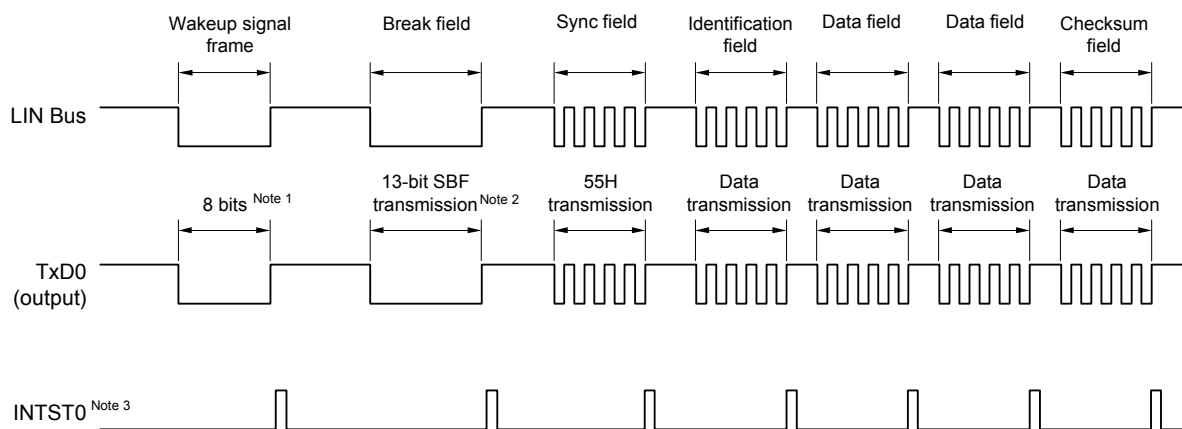 Wakeup signal
frame
Break field
Sync field
Identification
field
Data field
Data field
Checksum
field
LIN Bus
8 bits Note 1
13-bit SBF
transmission Note 2
55H
transmission
Data
transmission
Data
transmission
Data
transmission
Data
transmission
TxD0
(output)
INTST0 Note 3